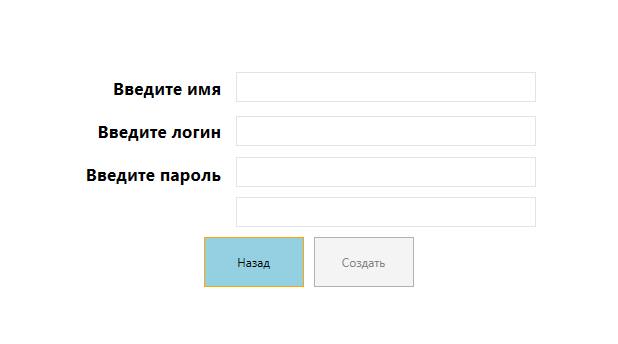 Введите имя
Введите логин
Введите пароль
Назад Создать